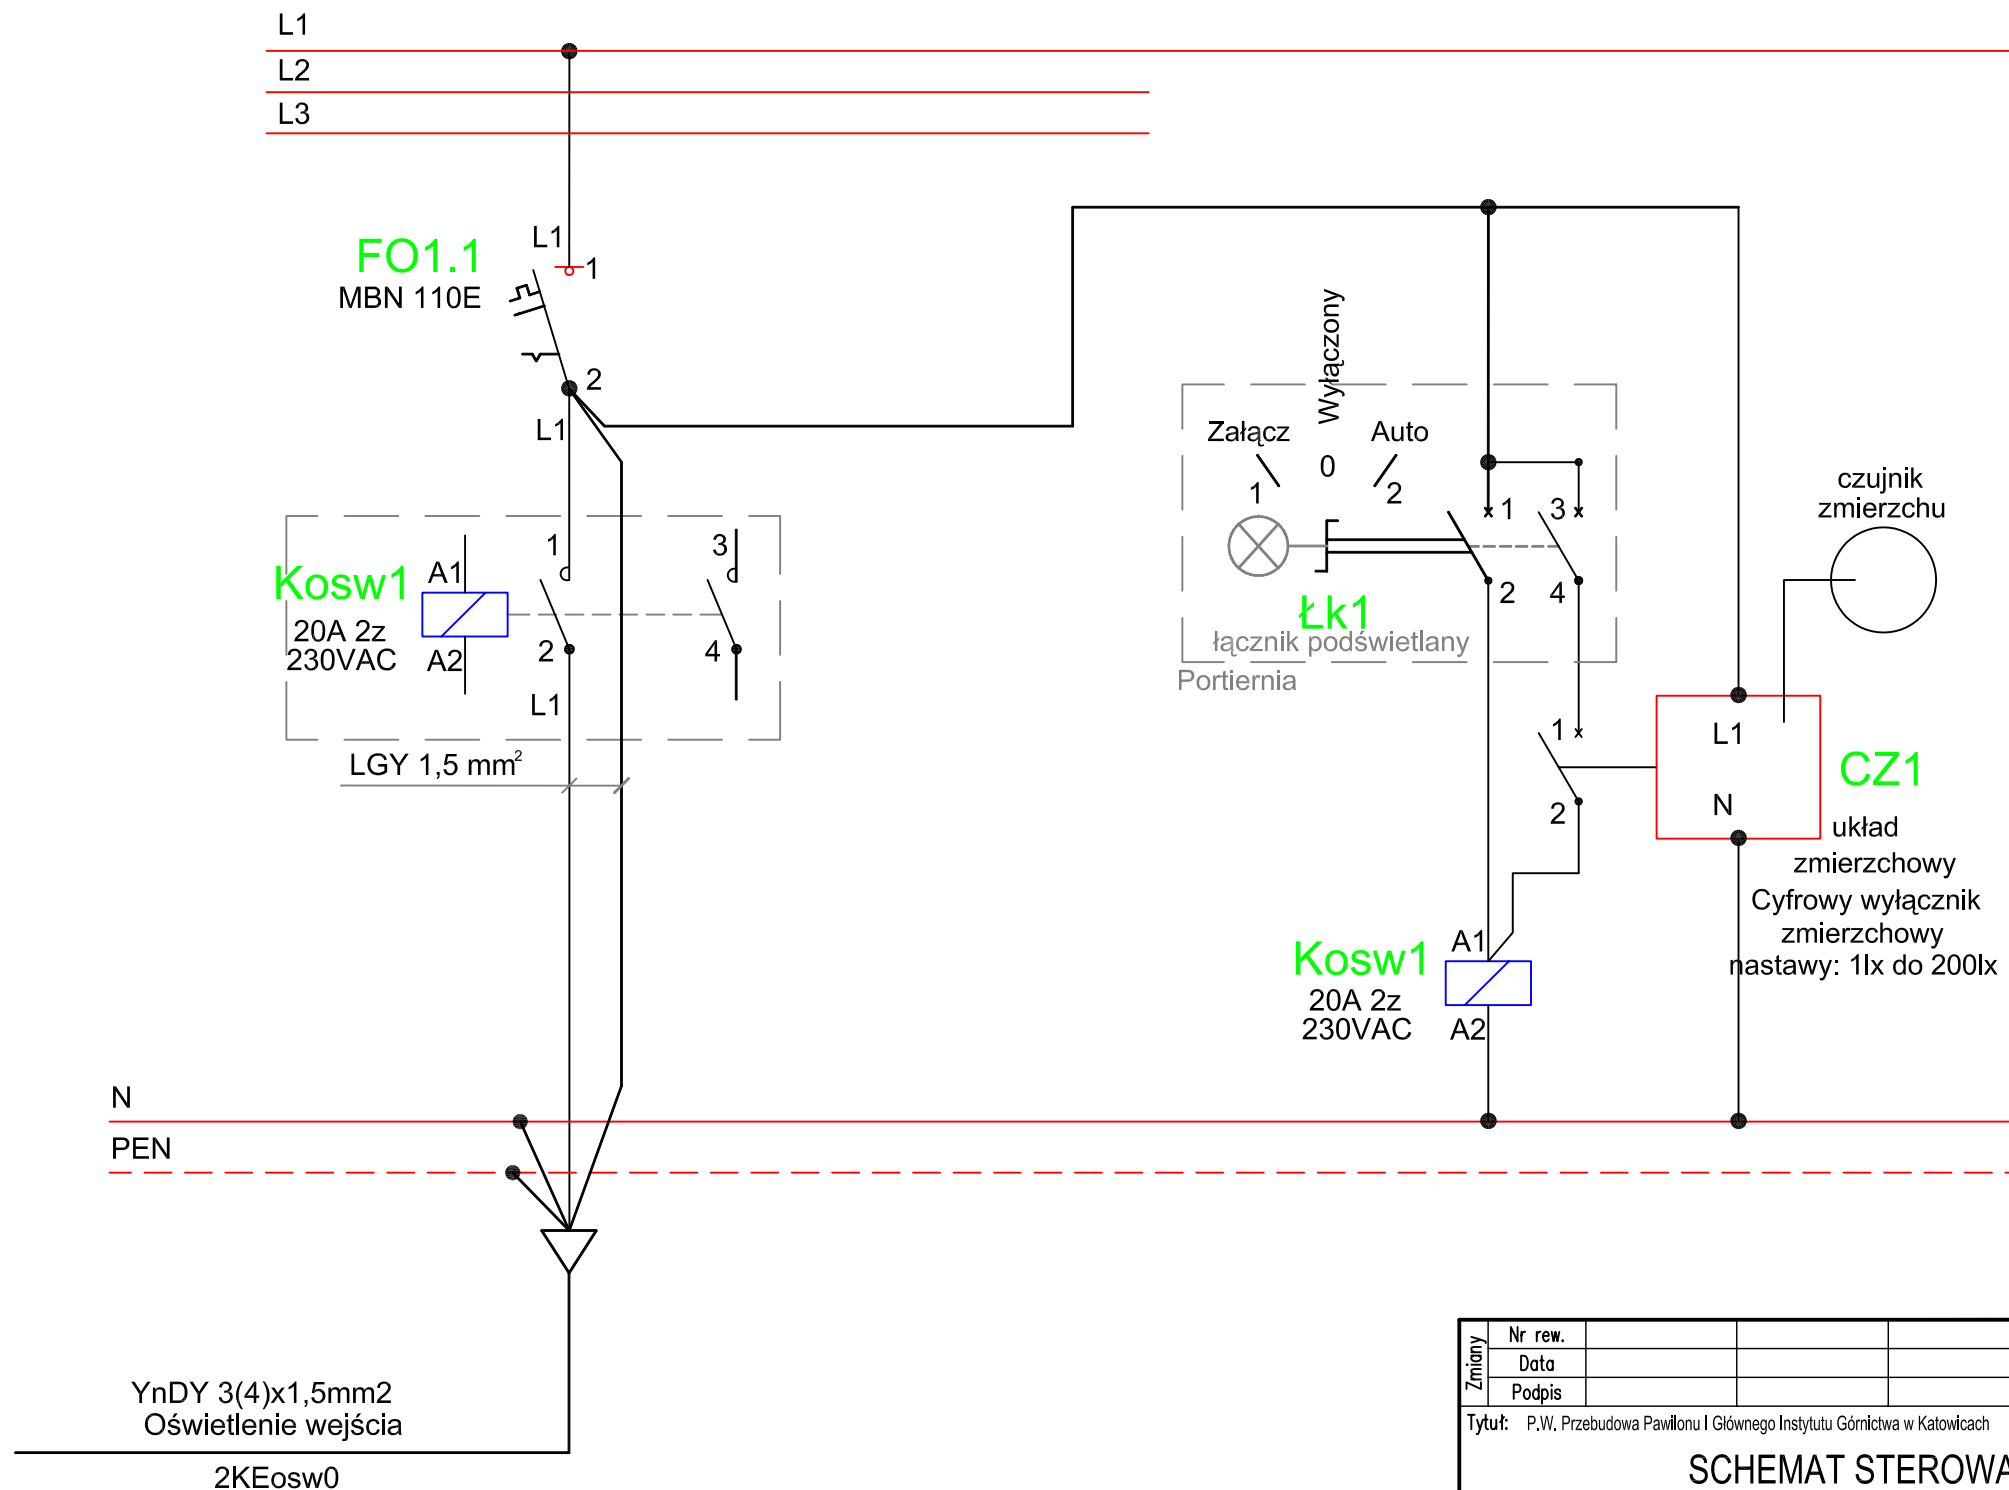 L1
L2
L3
L1
1
FO1.1
MBN 110E
2
L1
Załącz
Wyłączony
Auto
1
0
2
1
3
2
4
Łk1
łącznik podświetlany
Portiernia
czujnik
zmierzchu
Kosw1
20A 2z
230VAC
A1
A2
1
2
3
4
L1
LGY 1,5 mm²
1
2
L1
N
CZ1
układ
zmierzchowy
Cyfrowy wyłącznik
zmierzchowy
nastawy: 1lx do 200lx
Kosw1
20A 2z
230VAC
A1
A2
N
PEN
YnDY 3(4)x1,5mm2
Oświetlenie wejścia
2KEosw0
Zmiany
Nr rew.
Data
Podpis
Tytuł: P.W. Przebudowa Pawilonu I Głównego Instytutu Górnictwa w Katowicach
SCHEMAT STEROWA